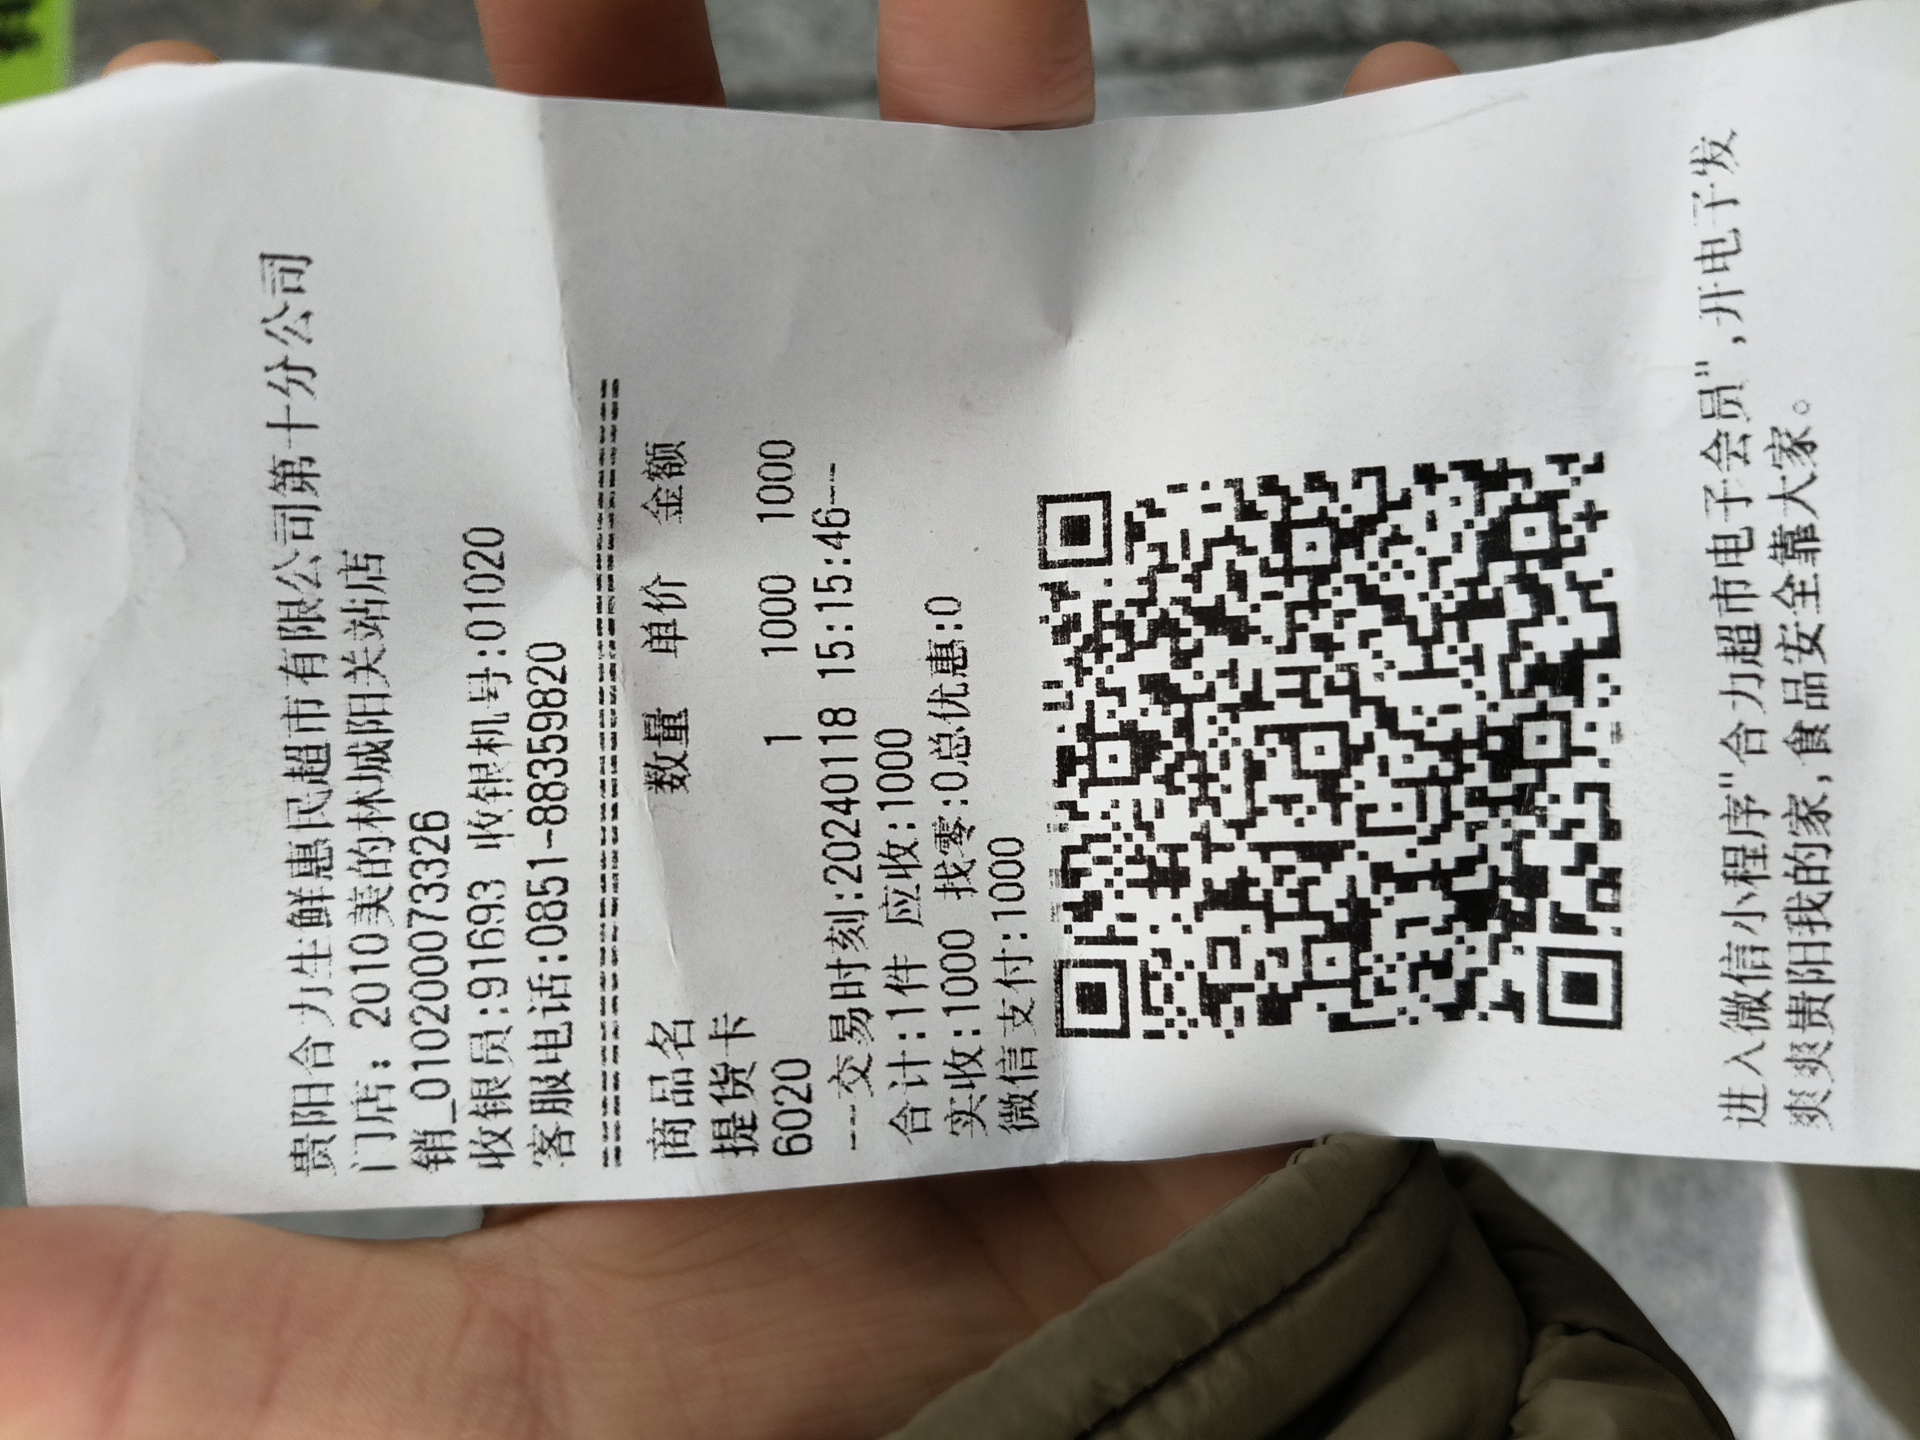 贵阳合力生鲜惠民超市有限公司第十分公司
门店: 2010美的林城阳关站店
销_0102000073326
收银员:91693 收银机号:01020
客服电话:0851-88359820
商品名 数量 单价 金额
提货卡
6020 1 1000 1000
---交易时刻:20240118 15:15:46---
合计:1件 应收:1000
实收:1000 找零:0总优惠:0
微信支付:1000
进入微信小程序"合力超市电子会员",开电子发
爽爽贵阳我的家,食品安全靠大家。